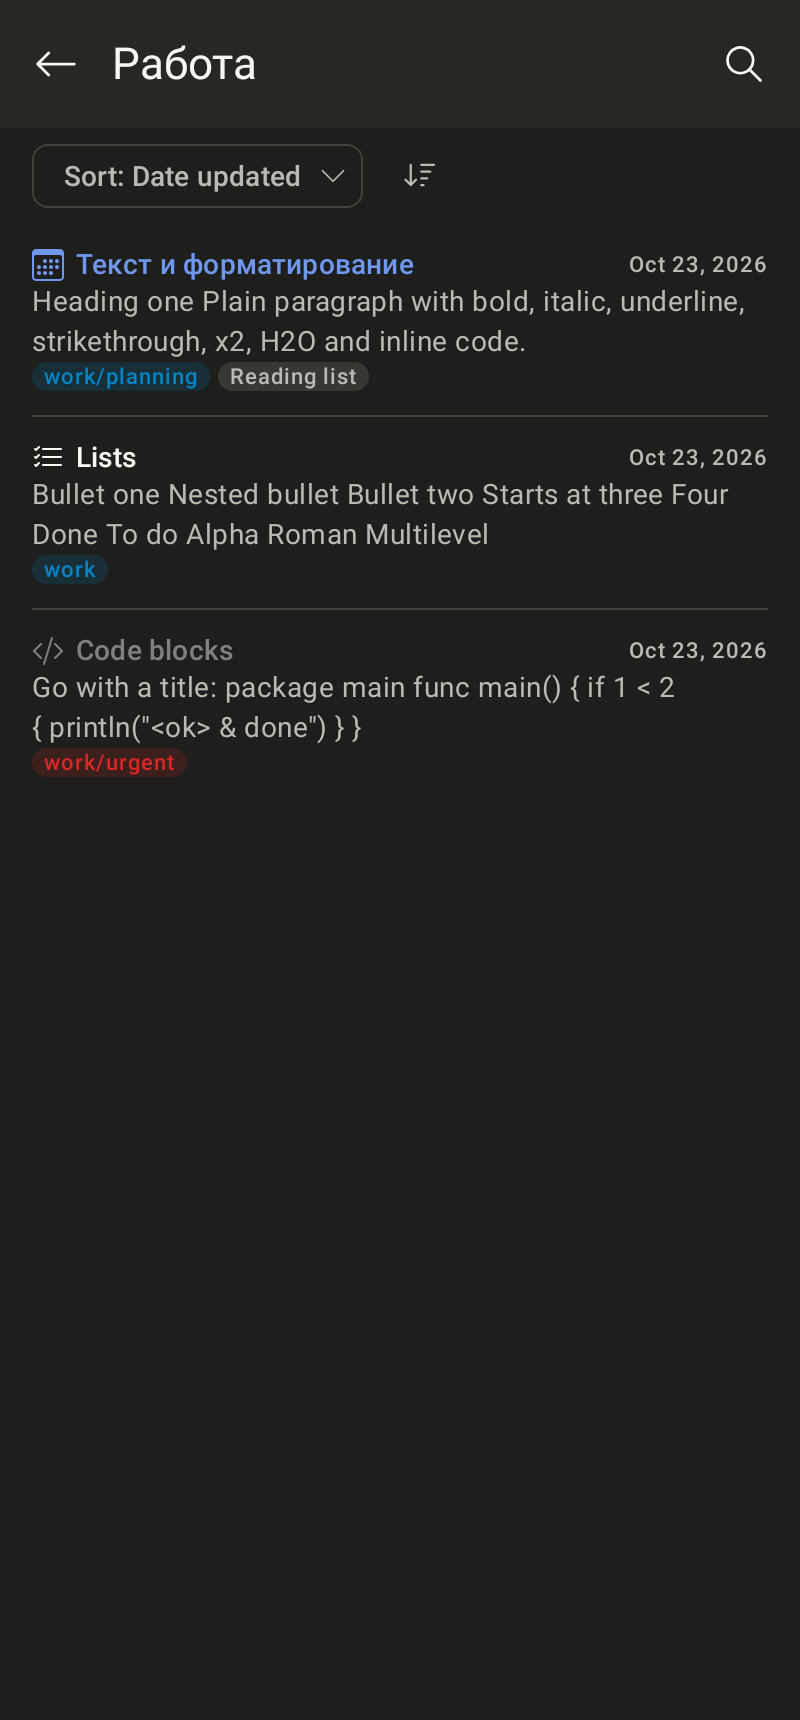 Работа
Sort: Date updated
Текст и форматирование
Oct 23, 2026
Heading one Plain paragraph with bold, italic, underline,
strikethrough, x2, H2O and inline code.
work/planning Reading list
Lists
Oct 23, 2026
Bullet one Nested bullet Bullet two Starts at three Four
Done To do Alpha Roman Multilevel
work
Code blocks
Oct 23, 2026
Go with a title: package main func main() { if 1 < 2
{ println("<ok> & done") } }
work/urgent